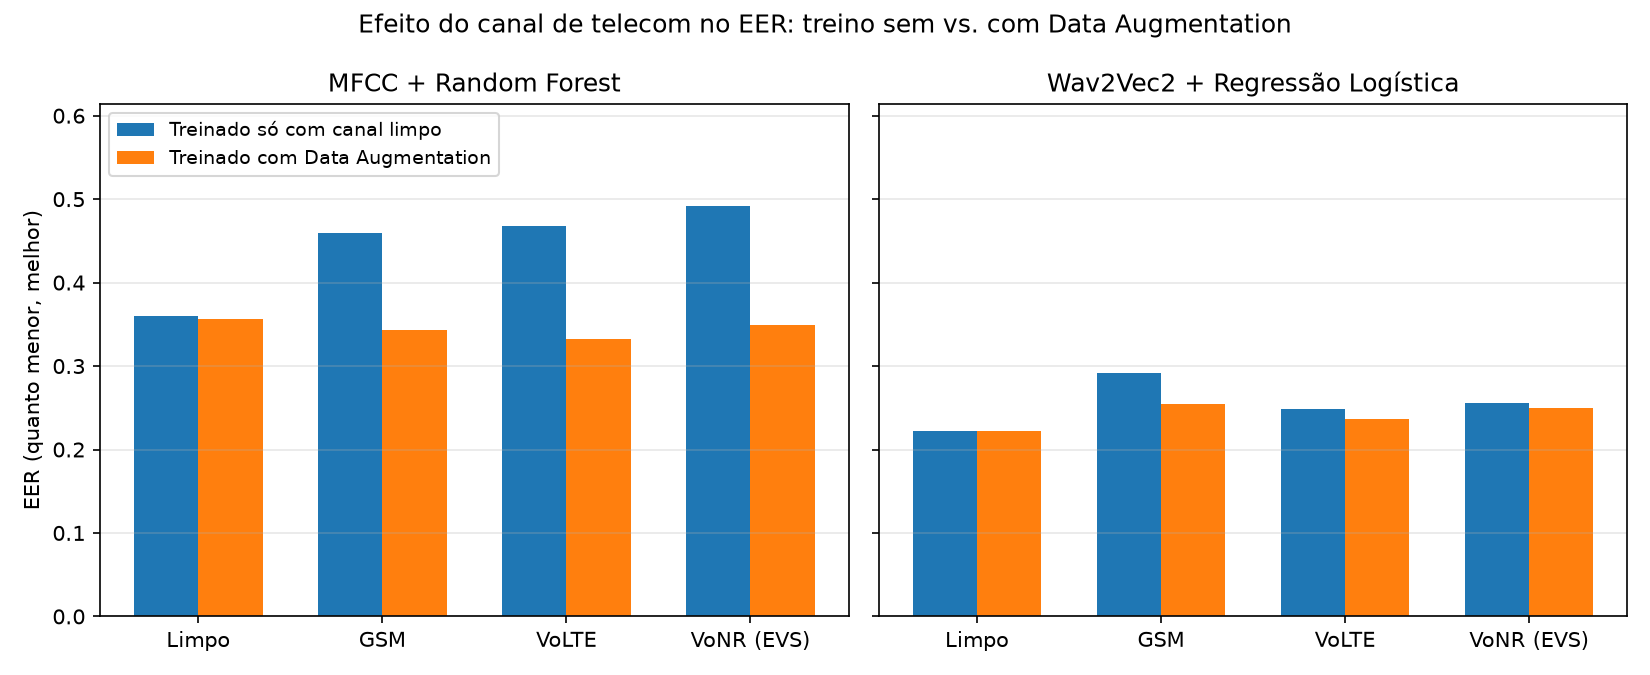 Efeito do canal de telecom no EER: treino sem vs. com Data Augmentation
MFCC + Random Forest
EER (quanto menor, melhor)
0.6
0.5
0.4
0.3
0.2
0.1
0.0
Treinado só com canal limpo
Treinado com Data Augmentation
Limpo
GSM
VoLTE
VoNR (EVS)
Wav2Vec2 + Regressão Logística
Limpo
GSM
VoLTE
VoNR (EVS)